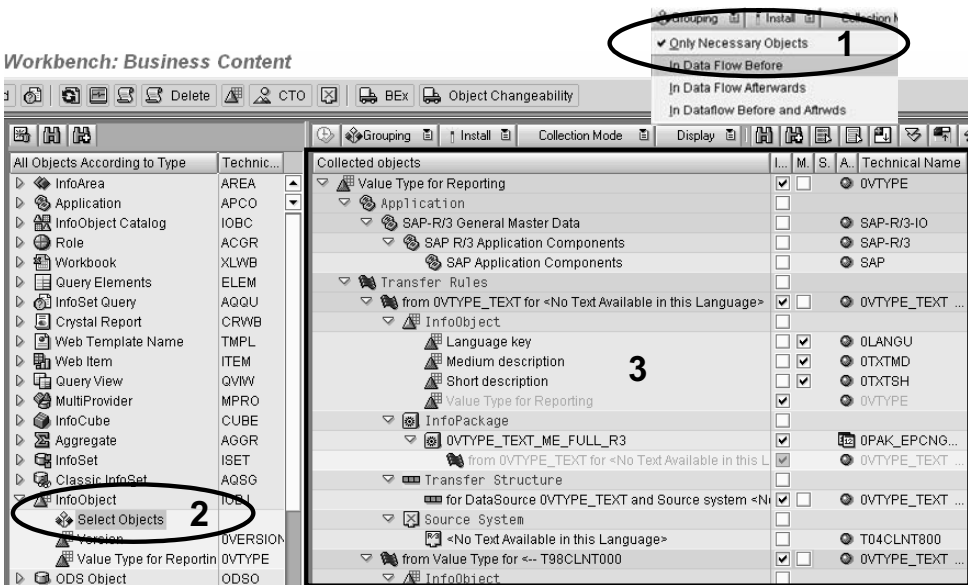 Grouping Install Collection M
✔ Only Necessary Objects 1
In Data Flow Before
In Data Flow Afterwards
In Dataflow Before and Aftrwds
Workbench: Business Content
d Delete CTO BEx Object Changeability
Grouping Install Collection Mode Display
All Objects According to Type Technic...
Collected objects I... M. S. A.. Technical Name
InfoArea AREA
Value Type for Reporting 0VTYPE
Application APCO
Application
InfoObject Catalog IOBC
SAP-R/3 General Master Data SAP-R/3-IO
Role ACGR
SAP R/3 Application Components SAP-R/3
Workbook XLWB
SAP Application Components SAP
Query Elements ELEM
Transfer Rules
InfoSet Query AQQU
from 0VTYPE_TEXT for <No Text Available in this Language> 0VTYPE_TEXT ...
Crystal Report CRWB
InfoObject
Web Template Name TMPL
Language key 0LANGU
Web Item ITEM
Medium description 0TXTMD
Query View QVIW
Short description 0TXTSH
3
MultiProvider MPRO
Value Type for Reporting 0VTYPE
InfoCube CUBE
InfoPackage
Aggregate AGGR
0VTYPE_TEXT_ME_FULL_R3 0PAK_EPCNG...
InfoSet ISET
from 0VTYPE_TEXT for <No Text Available in this L 0VTYPE_TEXT ...
Classic InfoSet AQSG
Transfer Structure
InfoObject IOBJ
for DataSource 0VTYPE_TEXT and Source system <N 0VTYPE_TEXT ...
Select Objects 2
Source System
Version 0VERSION
<No Text Available in this Language> T04CLNT800
Value Type for Reportin 0VTYPE
from Value Type for <-- T98CLNT000 0VTYPE_TEXT ...
ODS Object ODSO
InfoObject